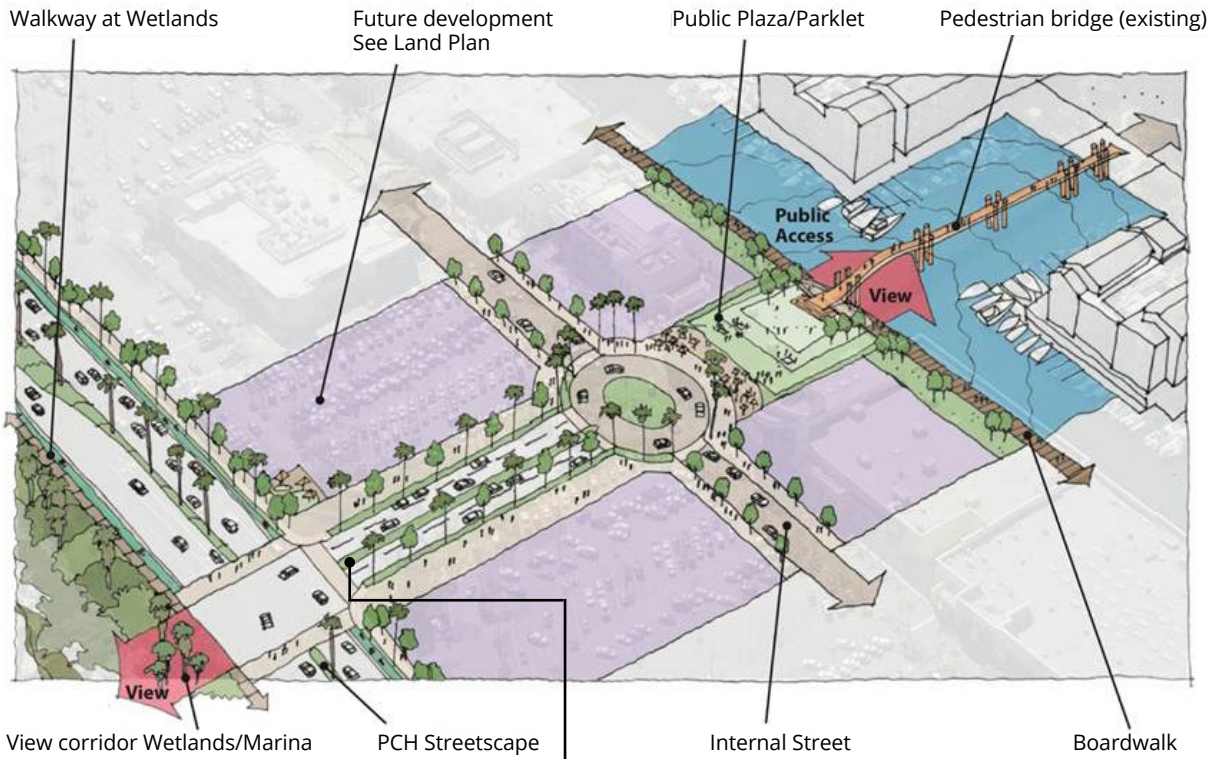 Walkway at Wetlands
Future development
See Land Plan
Public Plaza/Parklet
Pedestrian bridge (existing)
Public
Access
View
View
View corridor Wetlands/Marina
PCH Streetscape
Internal Street
Boardwalk